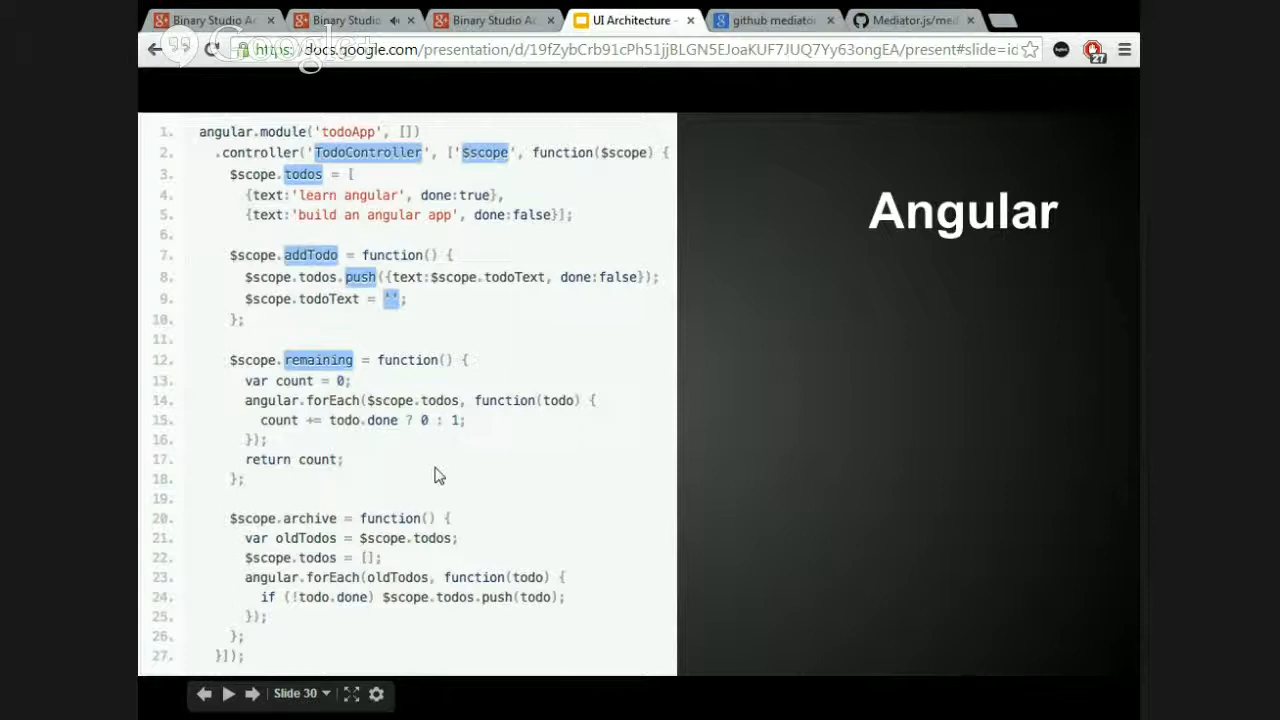 Binary Studio A
Binary Studio
Binary Studio Ac
UI Architecture -
github mediator
Mediator.js/med
Google+
https://docs.google.com/presentation/d/19fZybCrb91cPh51jjBLGN5EJoaKUF7JUQ7Yy63ongEA/present#slide=id
27
1. angular.module('todoApp', [])
2. .controller('TodoController', ['$scope', function($scope) {
3. $scope.todos = [
4. {text:'learn angular', done:true},
5. {text:'build an angular app', done:false}];
6.
7. $scope.addTodo = function() {
8. $scope.todos.push({text:$scope.todoText, done:false});
9. $scope.todoText = '';
10. };
11.
12. $scope.remaining = function() {
13. var count = 0;
14. angular.forEach($scope.todos, function(todo) {
15. count += todo.done ? 0 : 1;
16. });
17. return count;
18. };
19.
20. $scope.archive = function() {
21. var oldTodos = $scope.todos;
22. $scope.todos = [];
23. angular.forEach(oldTodos, function(todo) {
24. if (!todo.done) $scope.todos.push(todo);
25. });
26. };
27. }]);
Angular
Slide 30